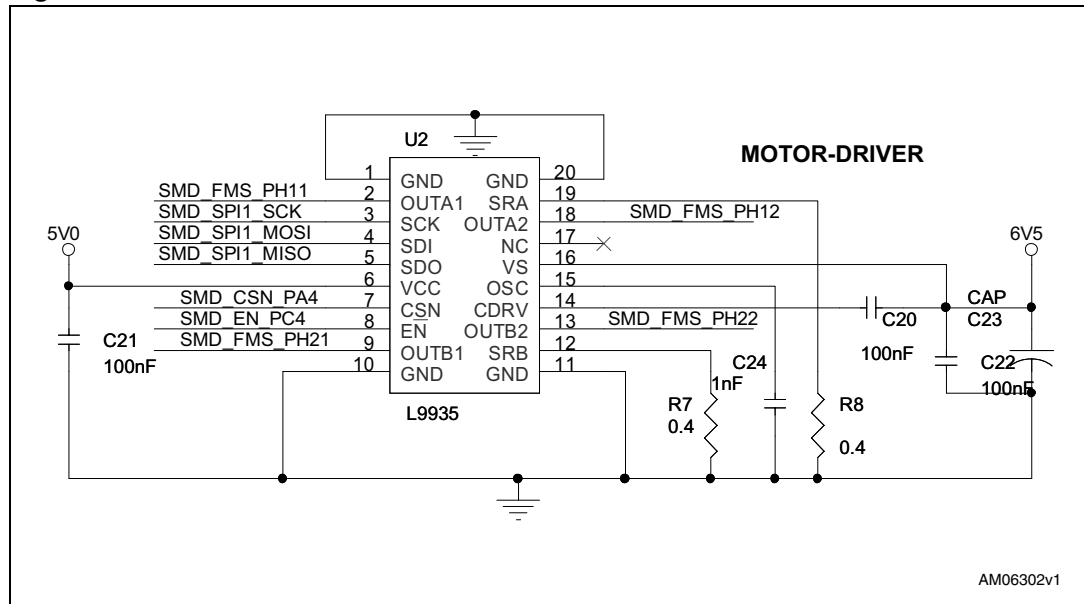 U2
MOTOR-DRIVER
1 GND GND 20
SMD_FMS_PH11 2 OUTA1 SRA 19
SMD_SPI1_SCK 3 SCK OUTA2 18 SMD_FMS_PH12
SMD_SPI1_MOSI 4 SDI NC 17
5V0 SMD_SPI1_MISO 5 SDO VS 16 6V5
6 VCC OSC 15
SMD_CSN_PA4 7 CSN CDRV 14 CAP
SMD_EN_PC4 8 EN OUTB2 13 SMD_FMS_PH22 C20 C23
SMD_FMS_PH21 9 OUTB1 SRB 12
C21 10 GND GND 11 C24 100nF C22
100nF 1nF 100nF
L9935 R7 R8
0.4
0.4
AM06302v1